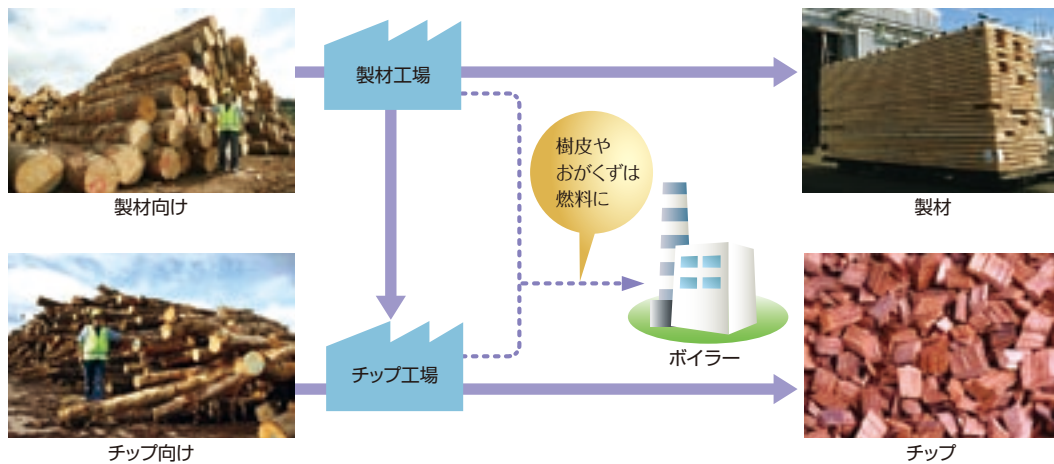 製材工場
樹皮や
おがくずは
燃料に
製材向け
製材
チップ工場
ボイラー
チップ向け
チップ